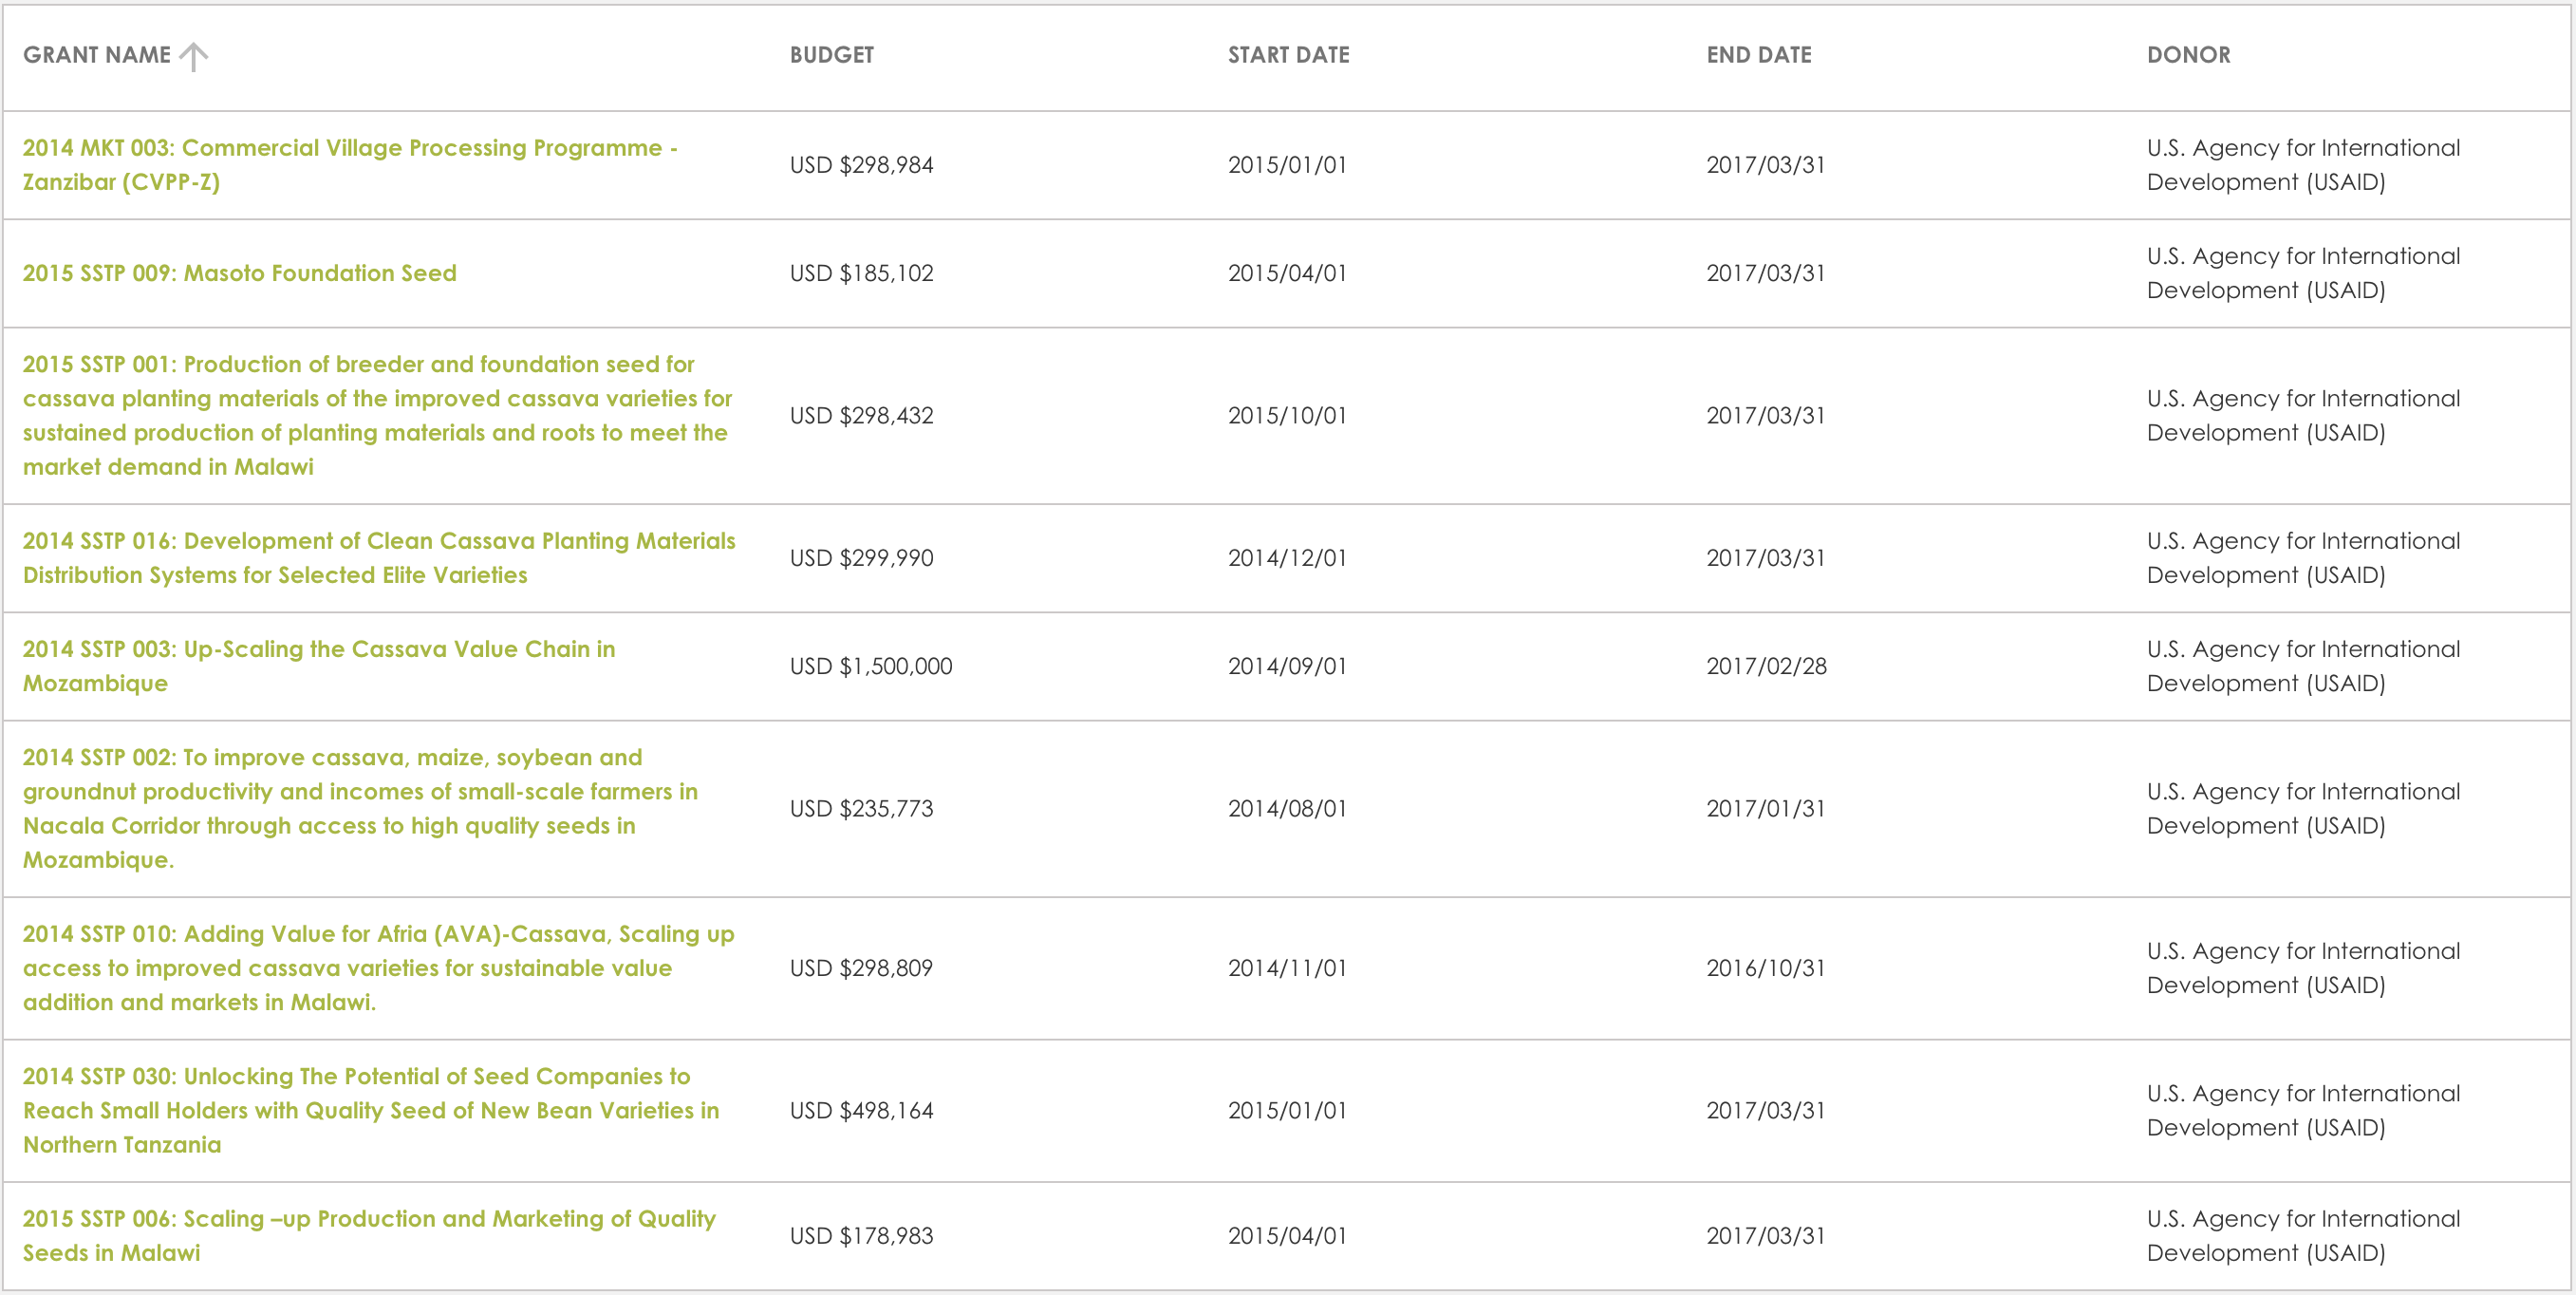 GRANT NAME BUDGET START DATE END DATE DONOR
2014 MKT 003: Commercial Village Processing Programme -
Zanzibar (CVPP-Z)
USD $298,984
2015/01/01
2017/03/31
U.S. Agency for International
Development (USAID)
2015 SSTP 009: Masoto Foundation Seed
USD $185,102
2015/04/01
2017/03/31
U.S. Agency for International
Development (USAID)
2015 SSTP 001: Production of breeder and foundation seed for
cassava planting materials of the improved cassava varieties for
sustained production of planting materials and roots to meet the
market demand in Malawi
USD $298,432
2015/10/01
2017/03/31
U.S. Agency for International
Development (USAID)
2014 SSTP 016: Development of Clean Cassava Planting Materials
Distribution Systems for Selected Elite Varieties
USD $299,990
2014/12/01
2017/03/31
U.S. Agency for International
Development (USAID)
2014 SSTP 003: Up-Scaling the Cassava Value Chain in
Mozambique
USD $1,500,000
2014/09/01
2017/02/28
U.S. Agency for International
Development (USAID)
2014 SSTP 002: To improve cassava, maize, soybean and
groundnut productivity and incomes of small-scale farmers in
Nacala Corridor through access to high quality seeds in
Mozambique.
USD $235,773
2014/08/01
2017/01/31
U.S. Agency for International
Development (USAID)
2014 SSTP 010: Adding Value for Afria (AVA)-Cassava, Scaling up
access to improved cassava varieties for sustainable value
addition and markets in Malawi.
USD $298,809
2014/11/01
2016/10/31
U.S. Agency for International
Development (USAID)
2014 SSTP 030: Unlocking The Potential of Seed Companies to
Reach Small Holders with Quality Seed of New Bean Varieties in
Northern Tanzania
USD $498,164
2015/01/01
2017/03/31
U.S. Agency for International
Development (USAID)
2015 SSTP 006: Scaling –up Production and Marketing of Quality
Seeds in Malawi
USD $178,983
2015/04/01
2017/03/31
U.S. Agency for International
Development (USAID)